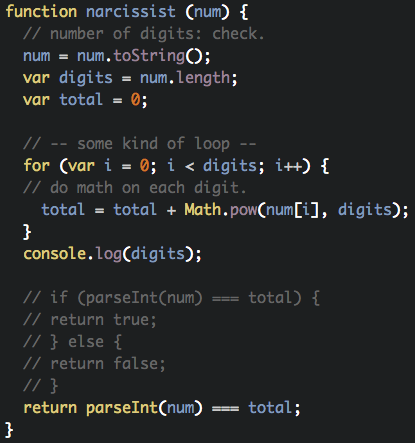 function narcissist (num) {
  // number of digits: check.
  num = num.toString();
  var digits = num.length;
  var total = 0;

  // -- some kind of loop --
  for (var i = 0; i < digits; i++) {
  // do math on each digit.
    total = total + Math.pow(num[i], digits);
  }
  console.log(digits);

  // if (parseInt(num) === total) {
  // return true;
  // } else {
  // return false;
  // }
  return parseInt(num) === total;
}